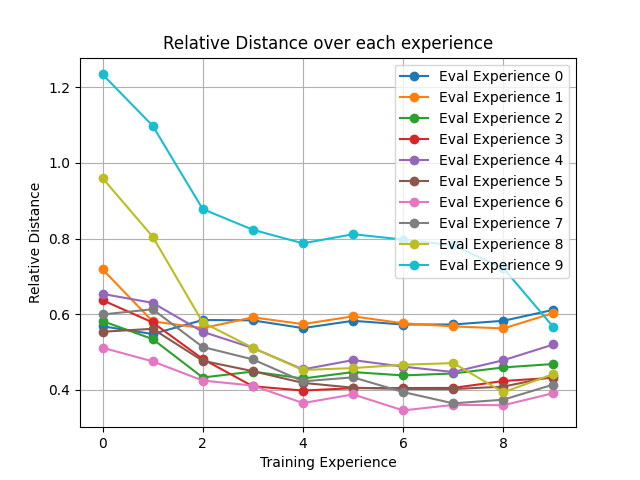 Relative Distance over each experience
1.2
1.0
0.8
0.6
0.4
Relative Distance
Eval Experience 0
Eval Experience 1
Eval Experience 2
Eval Experience 3
Eval Experience 4
Eval Experience 5
Eval Experience 6
Eval Experience 7
Eval Experience 8
Eval Experience 9
0 2 4 6 8
Training Experience